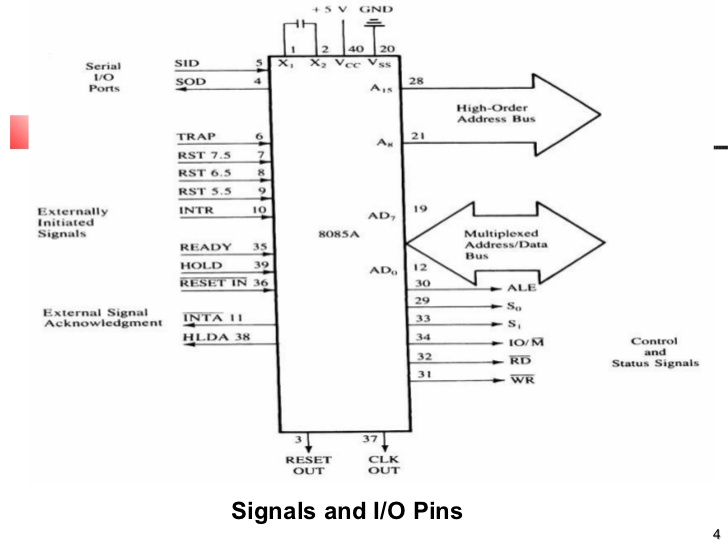 + 5 V GND
1 2 40 20
X₁ X₂ V_CC V_SS
Serial
I/O
Ports
SID 5
SOD 4
TRAP 6
RST 7.5 7
RST 6.5 8
RST 5.5 9
INTR 10
Externally
Initiated
Signals
READY 35
HOLD 39
RESET IN 36
External Signal
Acknowledgment
INTA 11
HLDA 38
8085A
A₁₅ 28
High-Order
Address Bus
A₈ 21
AD₇ 19
Multiplexed
Address/Data
Bus
AD₀ 12
30 ALE
29 S₀
33 S₁
34 IO/M̅
32 R̅D̅
31 W̅R̅
Control
and
Status Signals
3 37
RESET
OUT
CLK
OUT
Signals and I/O Pins
4